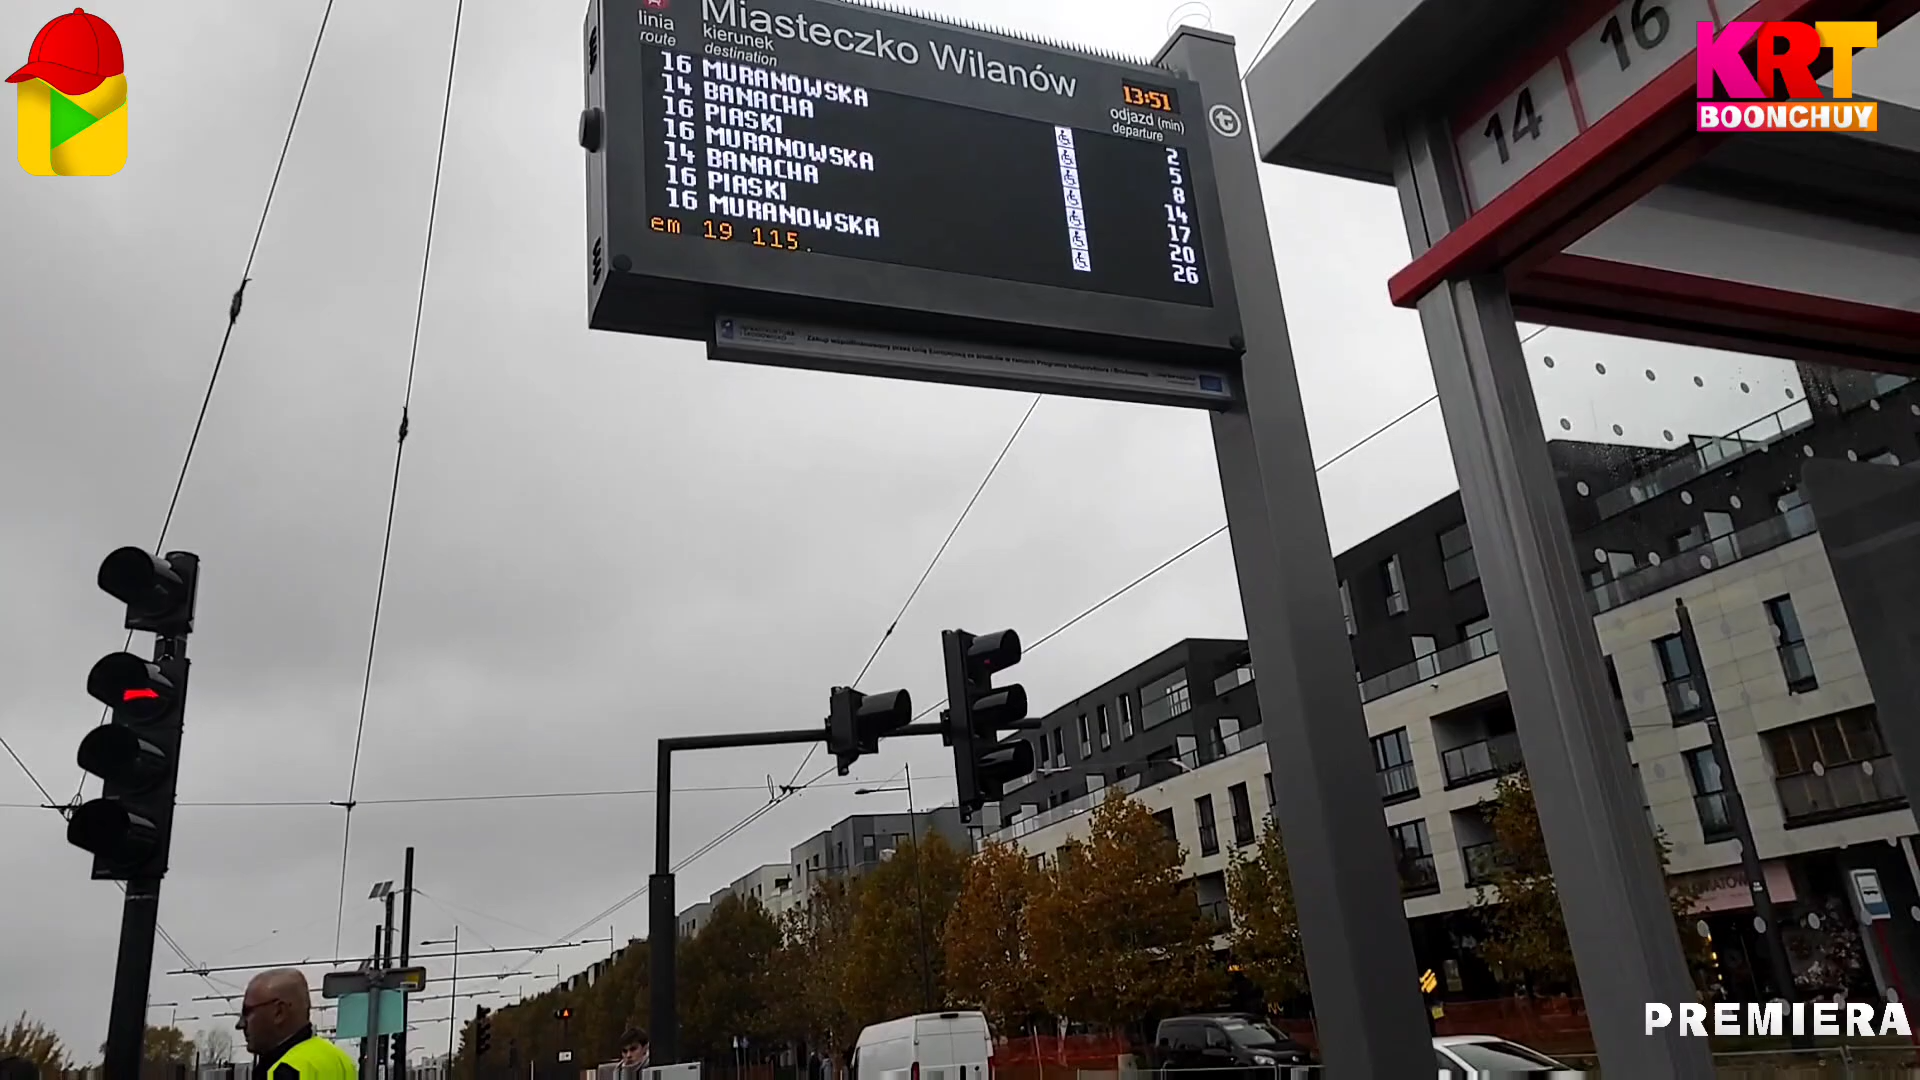 Miasteczko Wilanów
linia
route
kierunek
destination
13:51
odjazd (min)
departure
16 MURANOWSKA 2
14 BANACHA 5
16 PIASKI 8
16 MURANOWSKA 14
14 BANACHA 17
16 PIASKI 20
16 MURANOWSKA 26
em 19 115.
14
16
KRT
BOONCHUY
PREMIERA